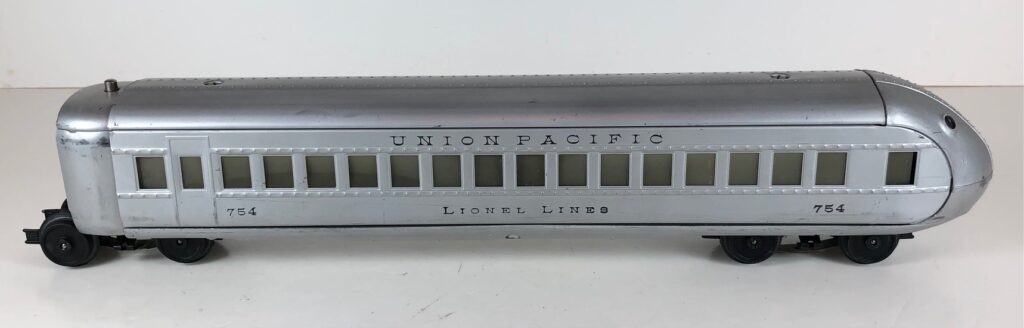 UNION PACIFIC
754 LIONEL LINES 754